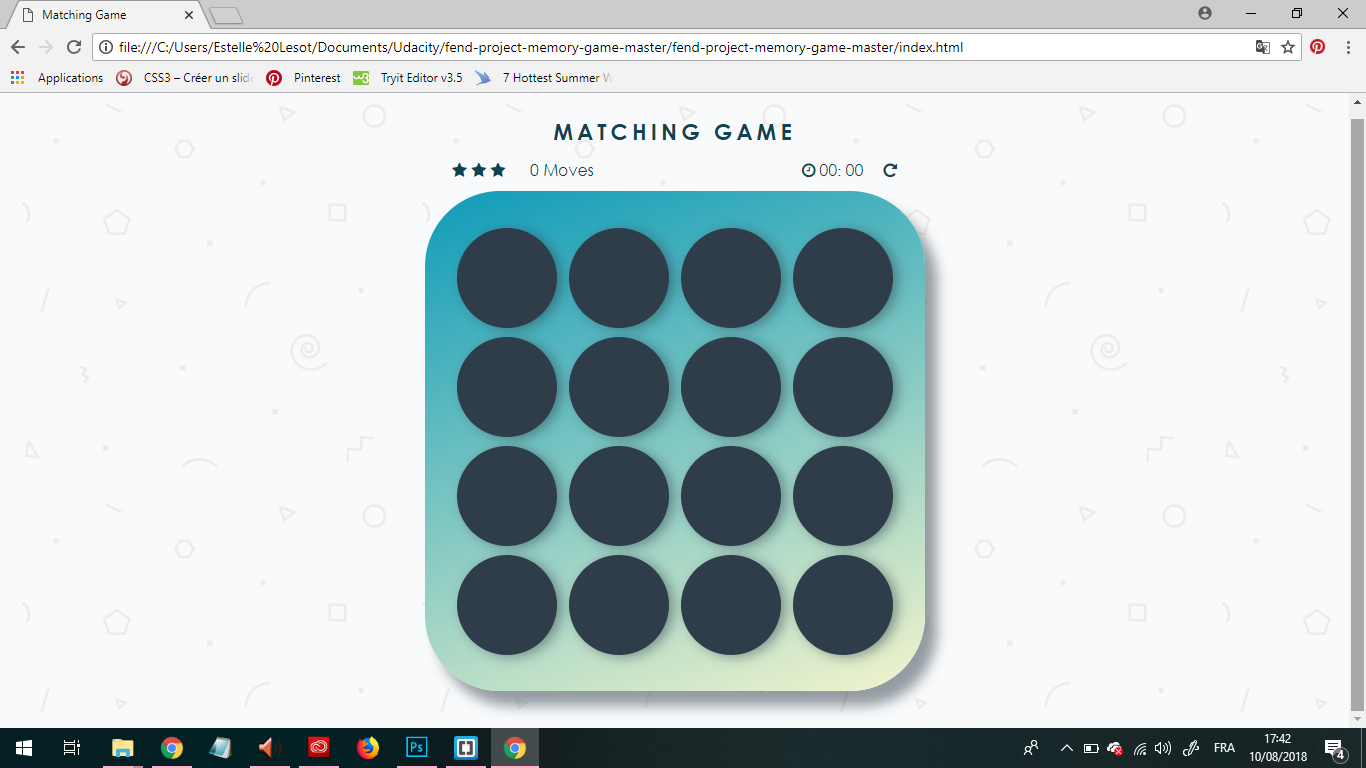 Matching Game
file:///C:/Users/Estelle%20Lesot/Documents/Udacity/fend-project-memory-game-master/fend-project-memory-game-master/index.html
Applications CSS3 – Créer un slid Pinterest w3 Tryit Editor v3.5 7 Hottest Summer
MATCHING GAME
0 Moves 00: 00
Ps FRA 17:42
10/08/2018 4